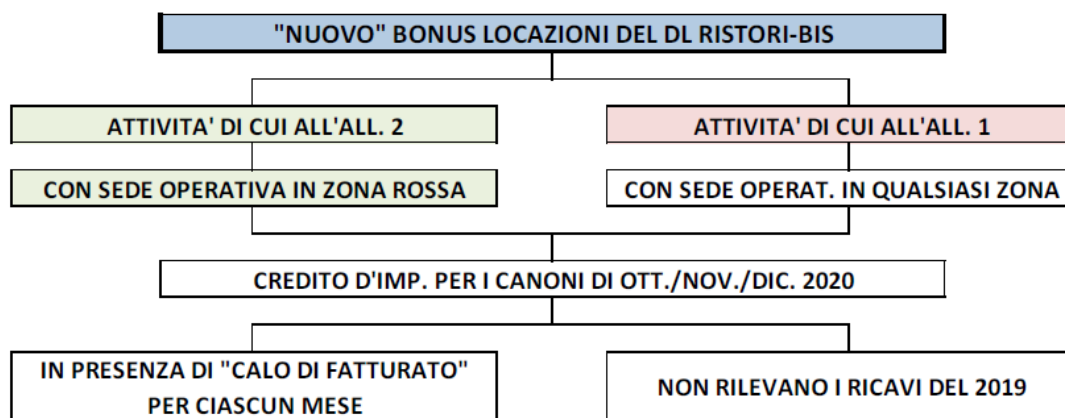 "NUOVO" BONUS LOCAZIONI DEL DL RISTORI-BIS
ATTIVITA' DI CUI ALL'ALL. 2
ATTIVITA' DI CUI ALL'ALL. 1
CON SEDE OPERATIVA IN ZONA ROSSA
CON SEDE OPERAT. IN QUALSIASI ZONA
CREDITO D'IMP. PER I CANONI DI OTT./NOV./DIC. 2020
IN PRESENZA DI "CALO DI FATTURATO"
PER CIASCUN MESE
NON RILEVANO I RICAVI DEL 2019